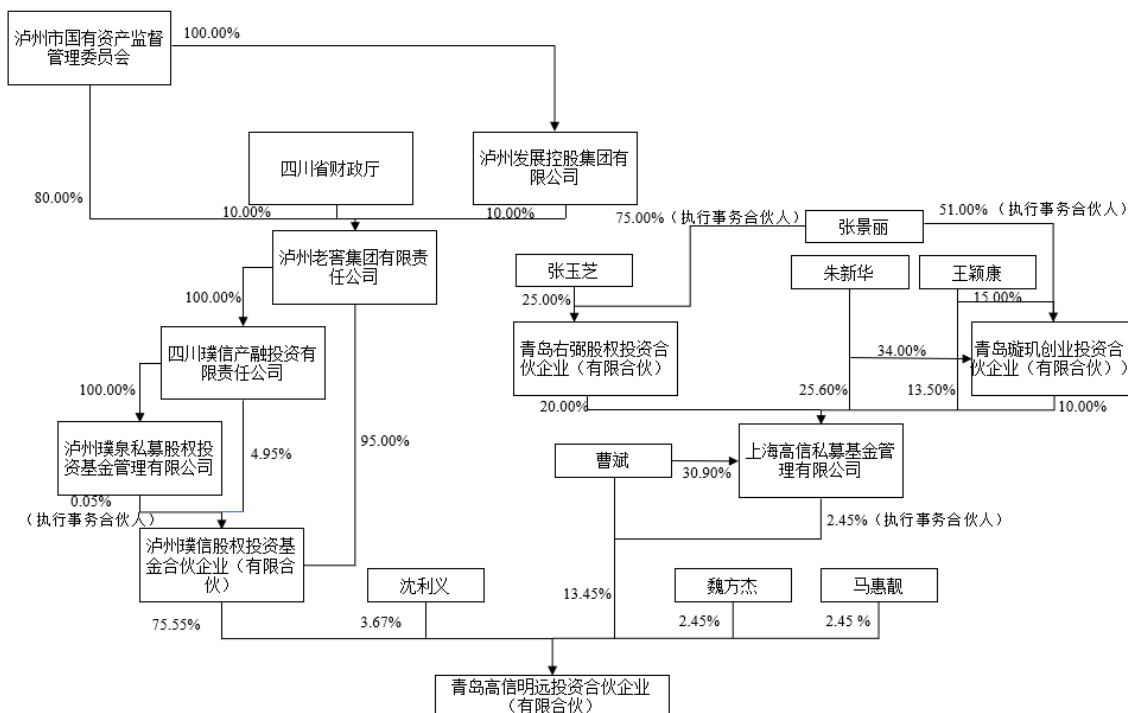 泸州市国有资产监督
管理委员会
100.00%
四川省财政厅
泸州发展控股集团有
限公司
80.00%
10.00%
10.00%
75.00%（执行事务合伙人）
51.00%（执行事务合伙人）
张景丽
泸州老窖集团有限责
任公司
张玉芝
朱新华
王颖康
100.00%
25.00%
15.00%
四川璞信产融投资有
限责任公司
青岛右弼股权投资合
伙企业（有限合伙）
34.00%
青岛璇玑创业投资合
伙企业（有限合伙））
100.00%
20.00%
25.60%
13.50%
10.00%
泸州璞泉私募股权投
资基金管理有限公司
4.95%
95.00%
曹斌
30.90%
上海高信私募基金管
理有限公司
0.05%
（执行事务合伙人）
2.45%（执行事务合伙人）
泸州璞信股权投资基
金合伙企业（有限合
伙）
沈利义
13.45%
魏方杰
马惠靓
75.55%
3.67%
2.45%
2.45 %
青岛高信明远投资合伙企业
（有限合伙）